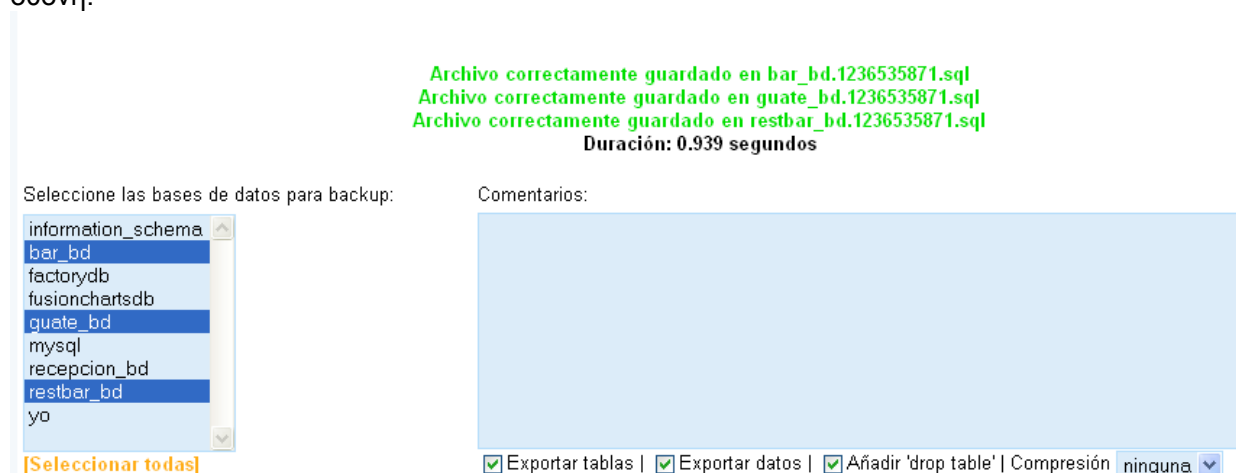 Archivo correctamente guardado en bar_bd.1236535871.sql
Archivo correctamente guardado en guate_bd.1236535871.sql
Archivo correctamente guardado en restbar_bd.1236535871.sql
Duración: 0.939 segundos
Seleccione las bases de datos para backup:
Comentarios:
information_schema
bar_bd
factorydb
fusionchartsdb
guate_bd
mysql
recepcion_bd
restbar_bd
yo
[Seleccionar todas]
Exportar tablas | Exportar datos | Añadir 'drop table' | Compresión ninguna